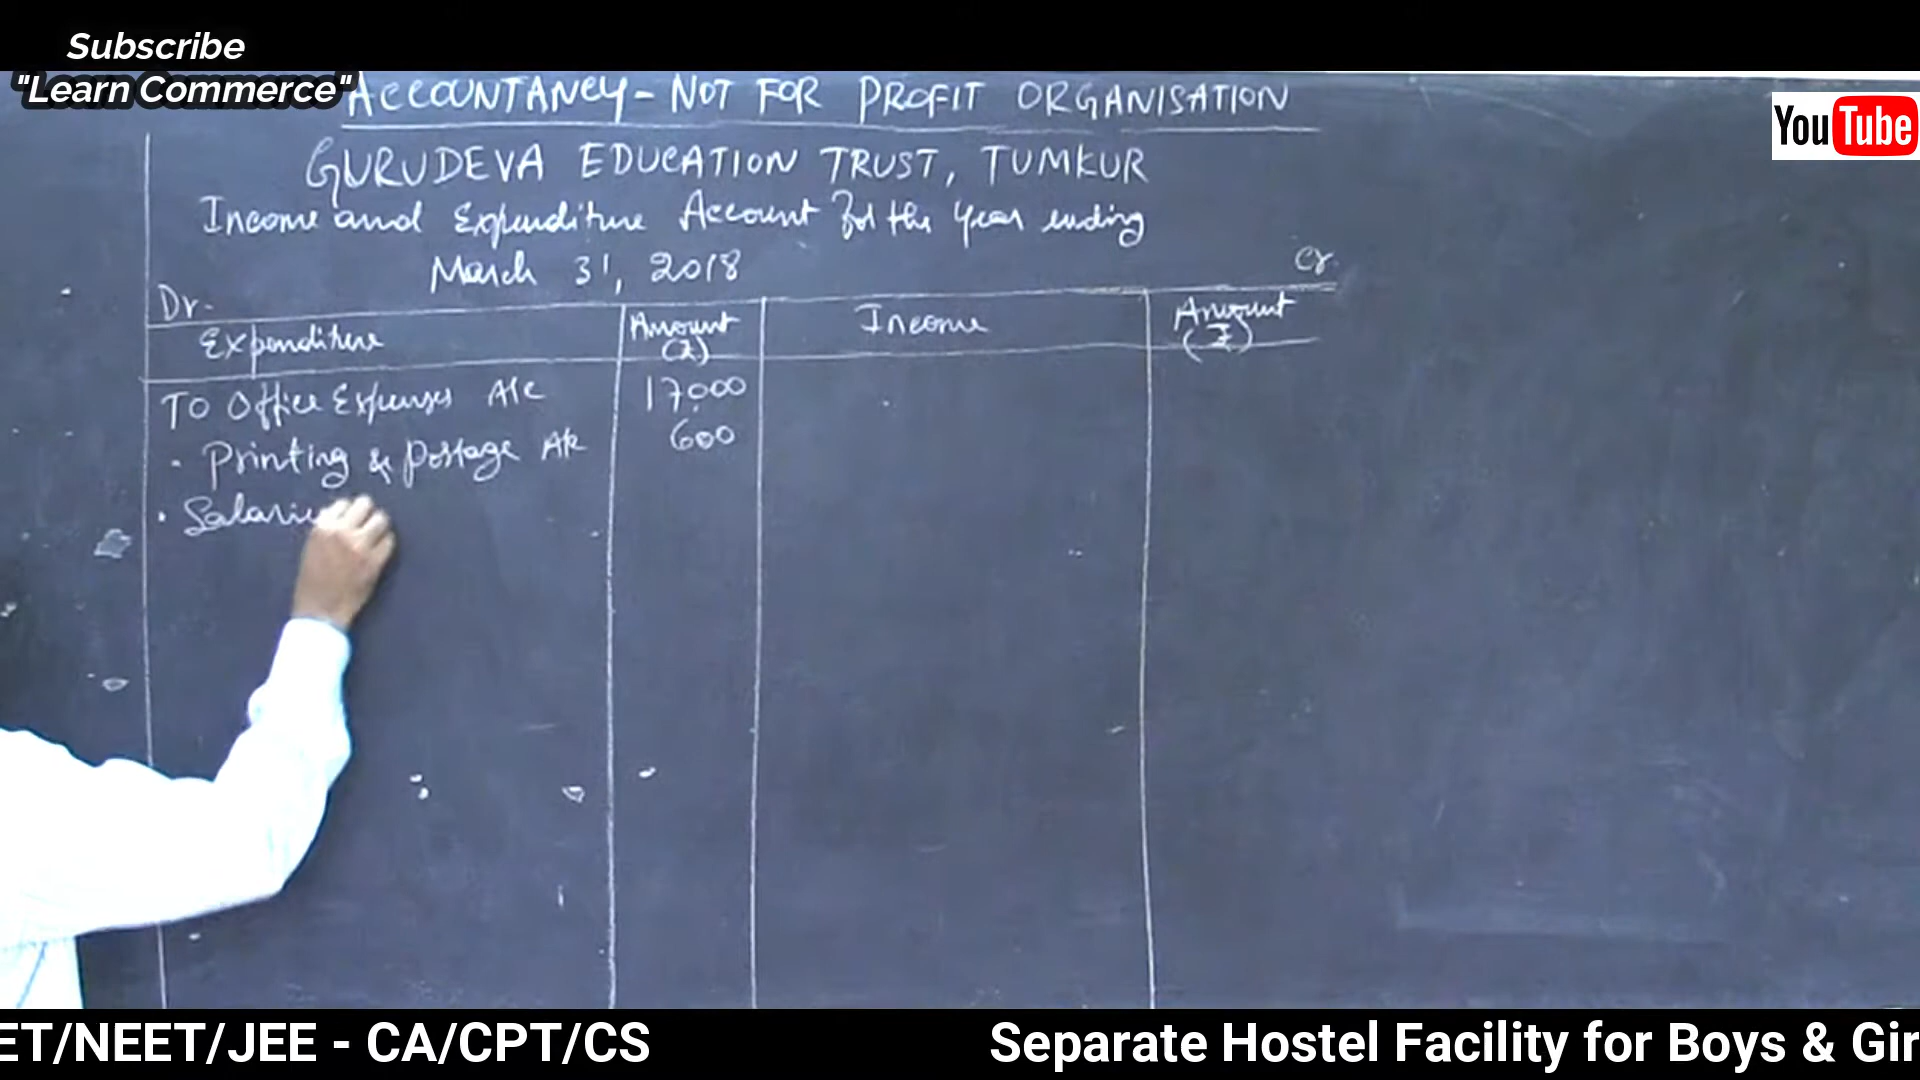 Subscribe
"Learn Commerce"
ACCOUNTANCY - NOT FOR PROFIT ORGANISATION
YouTube
GURUDEVA EDUCATION TRUST, TUMKUR
Income and Expenditure Account for the year ending
March 31, 2018
Dr.
Cr.
Expenditure
Amount
(₹)
Income
Amount
(₹)
TO Office Expenses A/c
17,000
" Printing & Postage A/c
600
" Salarie
ET/NEET/JEE - CA/CPT/CS
Separate Hostel Facility for Boys & Gir